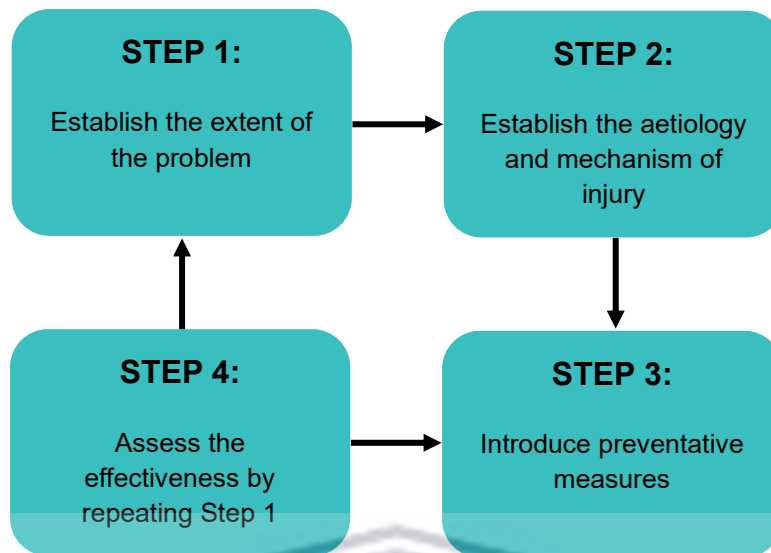 STEP 1:
Establish the extent of
the problem
STEP 2:
Establish the aetiology
and mechanism of
injury
STEP 4:
Assess the
effectiveness by
repeating Step 1
STEP 3:
Introduce preventative
measures